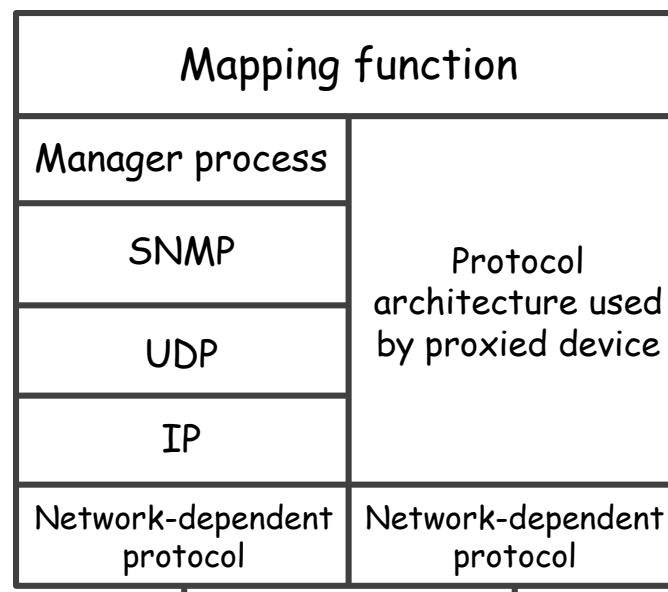 Mapping function
Manager process
SNMP
UDP
IP
Network-dependent
protocol
Protocol
architecture used
by proxied device
Network-dependent
protocol